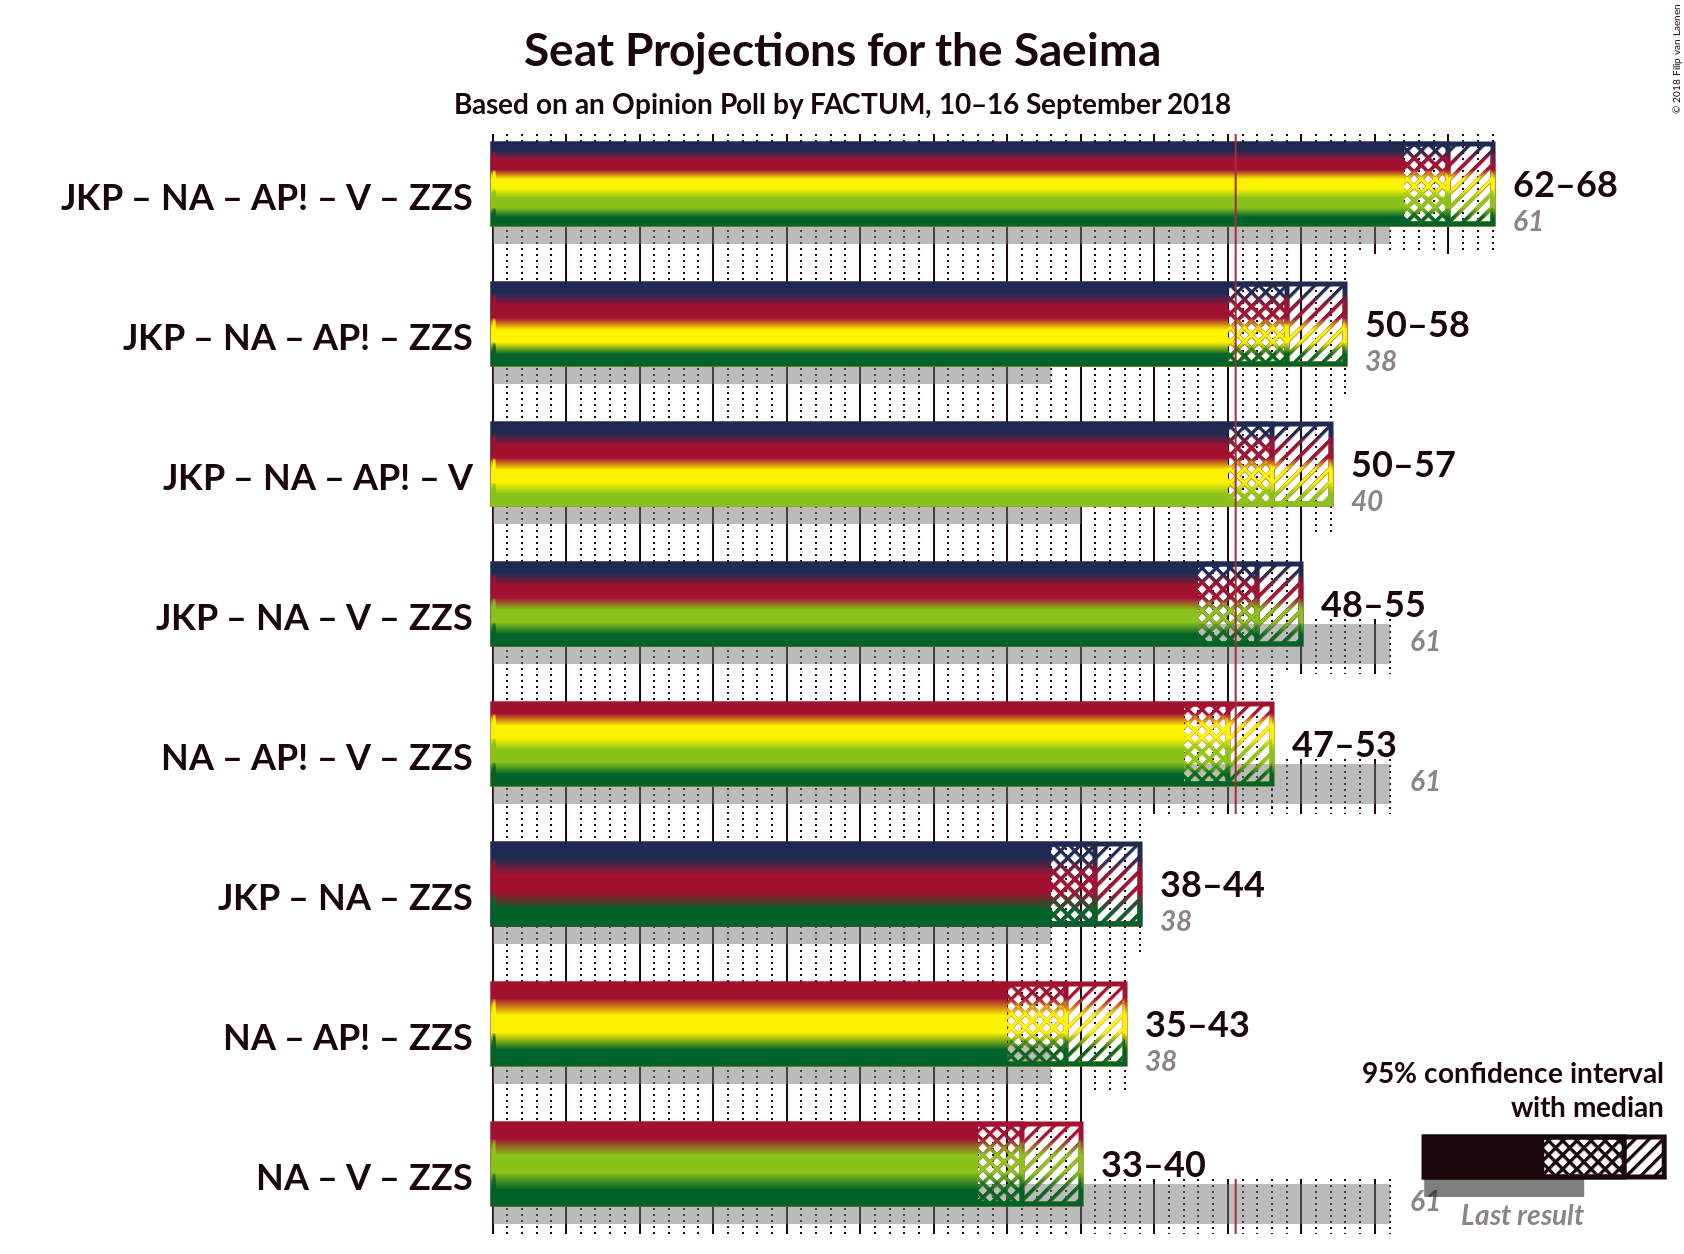 Seat Projections for the Saeima
Based on an Opinion Poll by FACTUM, 10–16 September 2018
© 2018 Filip van Laenen
JKP – NA – AP! – V – ZZS
62–68
61
JKP – NA – AP! – ZZS
50–58
38
JKP – NA – AP! – V
50–57
40
JKP – NA – V – ZZS
48–55
61
NA – AP! – V – ZZS
47–53
61
JKP – NA – ZZS
38–44
38
NA – AP! – ZZS
35–43
38
NA – V – ZZS
33–40
61
95% confidence interval
with median
Last result